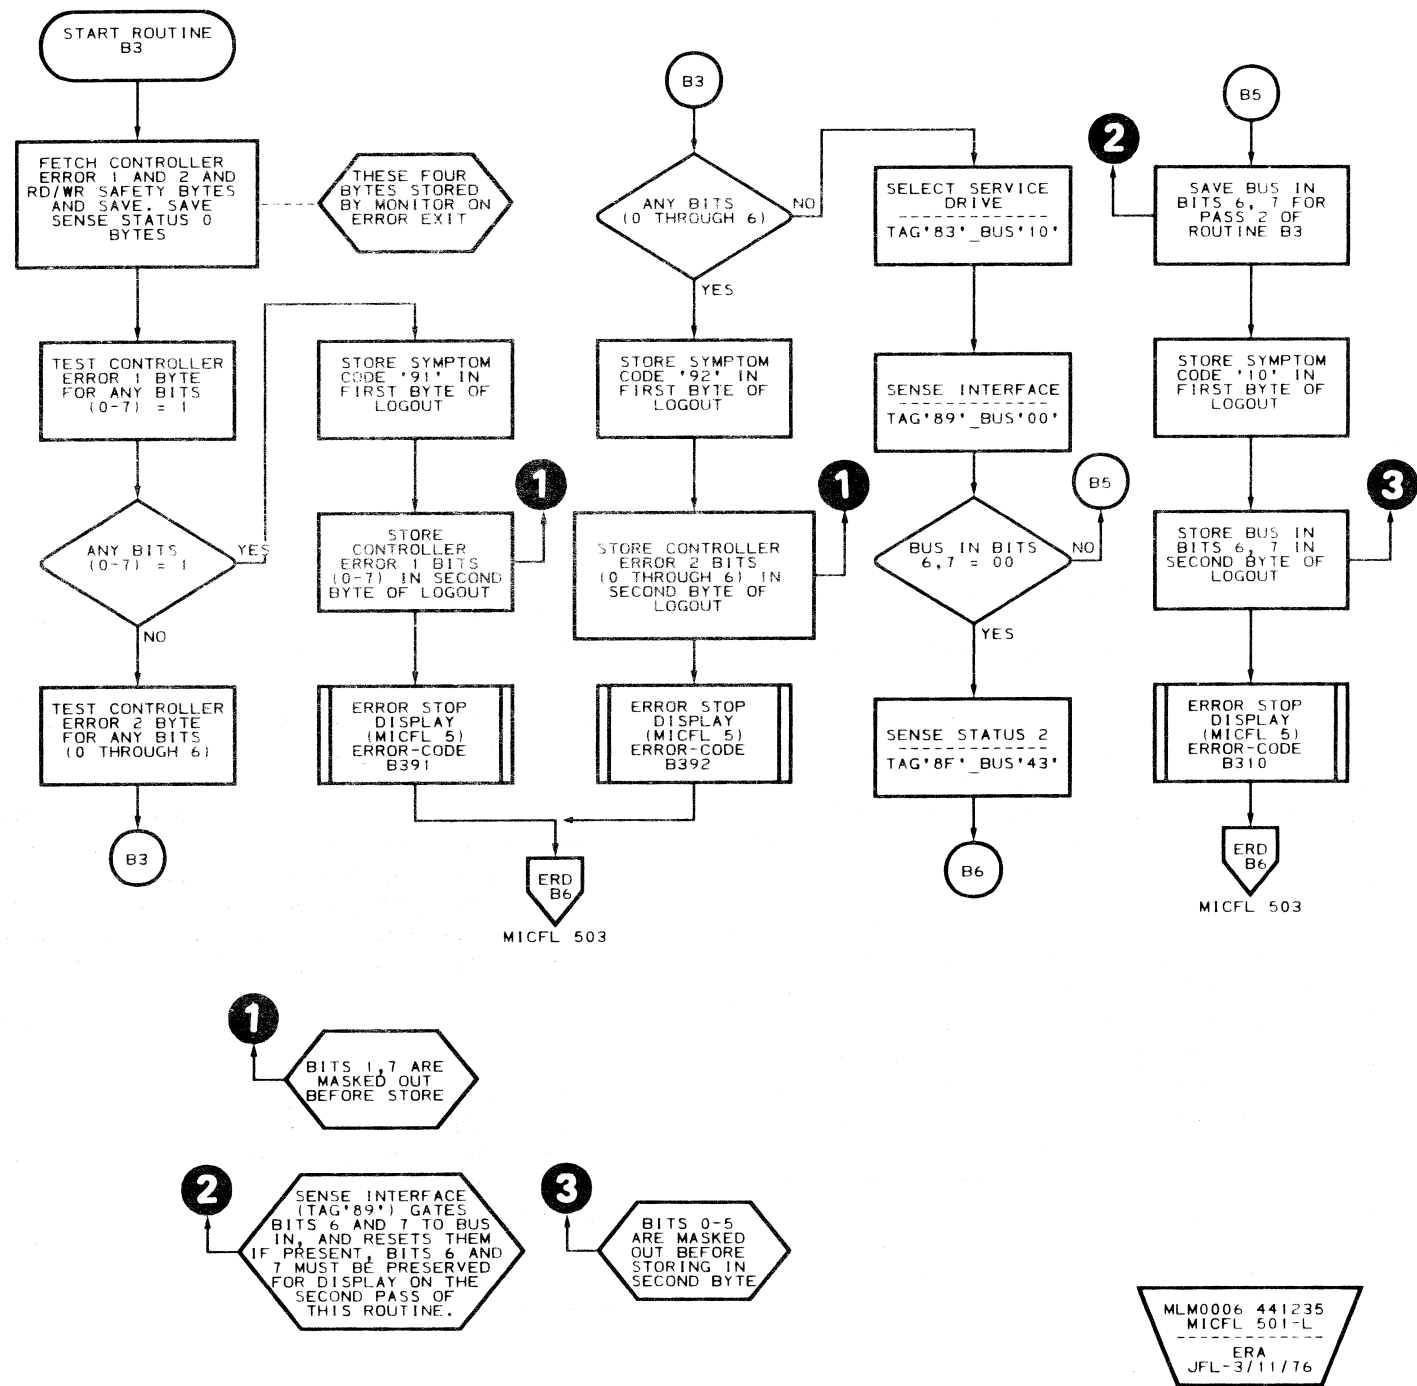 START ROUTINE
B3
FETCH CONTROLLER
ERROR 1 AND 2 AND
RD/WR SAFETY BYTES
AND SAVE. SAVE
SENSE STATUS 0
BYTES
THESE FOUR
BYTES STORED
BY MONITOR ON
ERROR EXIT
TEST CONTROLLER
ERROR 1 BYTE
FOR ANY BITS
(0-7) = 1
ANY BITS
(0-7) = 1
YES
NO
TEST CONTROLLER
ERROR 2 BYTE
FOR ANY BITS
(0 THROUGH 6)
B3
STORE SYMPTOM
CODE '91' IN
FIRST BYTE OF
LOGOUT
1
STORE
CONTROLLER
ERROR 1 BITS
(0-7) IN SECOND
BYTE OF LOGOUT
ERROR STOP
DISPLAY
(MICFL 5)
ERROR-CODE
B391
B3
ANY BITS
(0 THROUGH 6)
NO
YES
STORE SYMPTOM
CODE '92' IN
FIRST BYTE OF
LOGOUT
1
STORE CONTROLLER
ERROR 2 BITS
(0 THROUGH 6) IN
SECOND BYTE OF
LOGOUT
ERROR STOP
DISPLAY
(MICFL 5)
ERROR-CODE
B392
ERD
B6
MICFL 503
SELECT SERVICE
DRIVE
TAG'83'_BUS'10'
SENSE INTERFACE
TAG'89'_BUS'00'
BUS IN BITS
6,7 = 00
NO
B5
YES
SENSE STATUS 2
TAG'8F'_BUS'43'
B6
B5
2
SAVE BUS IN
BITS 6, 7 FOR
PASS 2 OF
ROUTINE B3
STORE SYMPTOM
CODE '10' IN
FIRST BYTE OF
LOGOUT
3
STORE BUS IN
BITS 6, 7 IN
SECOND BYTE OF
LOGOUT
ERROR STOP
DISPLAY
(MICFL 5)
ERROR-CODE
B310
ERD
B6
MICFL 503
1
BITS 1,7 ARE
MASKED OUT
BEFORE STORE
2
SENSE INTERFACE
(TAG'89') GATES
BITS 6 AND 7 TO BUS
IN, AND RESETS THEM
IF PRESENT, BITS 6 AND
7 MUST BE PRESERVED
FOR DISPLAY ON THE
SECOND PASS OF
THIS ROUTINE.
3
BITS 0-5
ARE MASKED
OUT BEFORE
STORING IN
SECOND BYTE
MLM0006 441235
MICFL 501-L
ERA
JFL-3/11/76